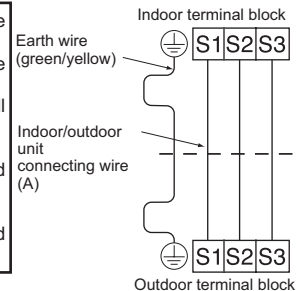 Indoor terminal block
Earth wire
(green/yellow)
S1 S2 S3
Indoor/outdoor
unit
connecting wire
(A)
S1 S2 S3
Outdoor terminal block